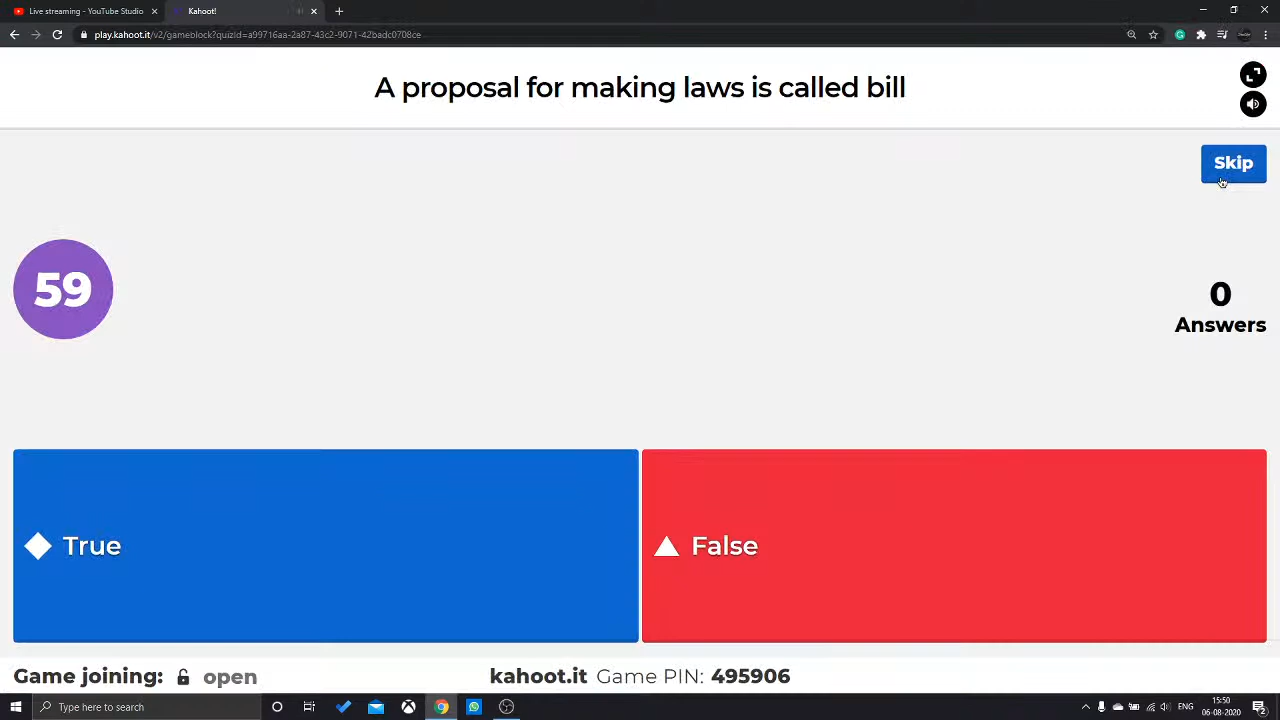 Live streaming - YouTube Studio
Kahoot!
play.kahoot.it/v2/gameblock?quizId=a99716aa-2a87-43c2-9071-42badc0708ce
A proposal for making laws is called bill
Skip
59
0
Answers
True
False
Game joining: open
kahoot.it Game PIN: 495906
Type here to search
ENG
15:50
06-08-2020
2